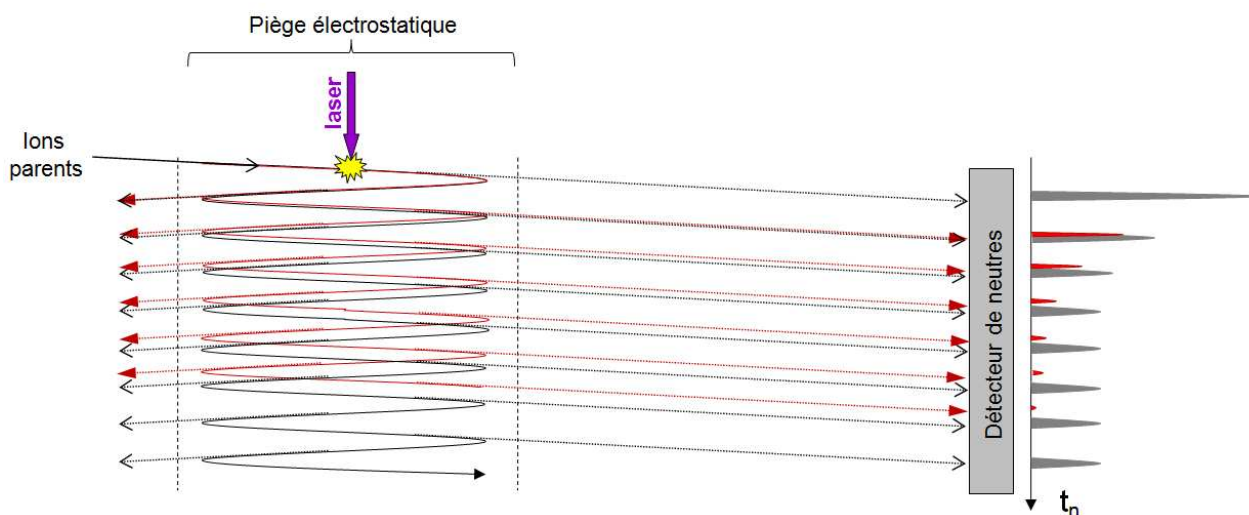 Piège électrostatique
laser
Ions
parents
Détecteur de neutres
tn